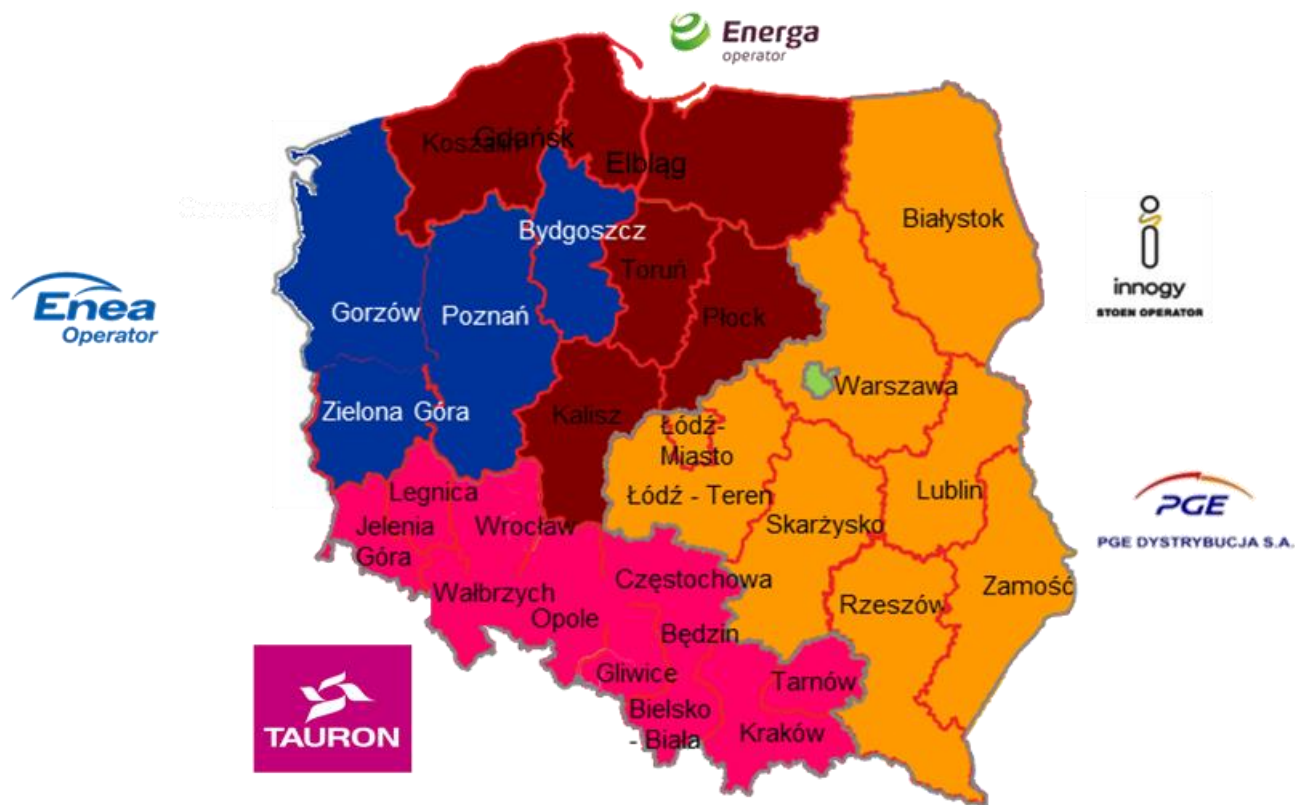 Energa
operator
Koszalin
Gdańsk
Elbląg
Białystok
Bydgoszcz
Toruń
innogy
STOEN OPERATOR
Enea
Operator
Gorzów
Poznań
Płock
Warszawa
Zielona Góra
Kalisz
Łódź-
Miasto
Łódź - Teren
Legnica
Lublin
PGE
PGE DYSTRYBUCJA S.A.
Jelenia
Góra
Wrocław
Skarżysko
Częstochowa
Zamość
Wałbrzych
Opole
Rzeszów
Będzin
Gliwice
Tarnów
Bielsko
- Biała
Kraków
TAURON